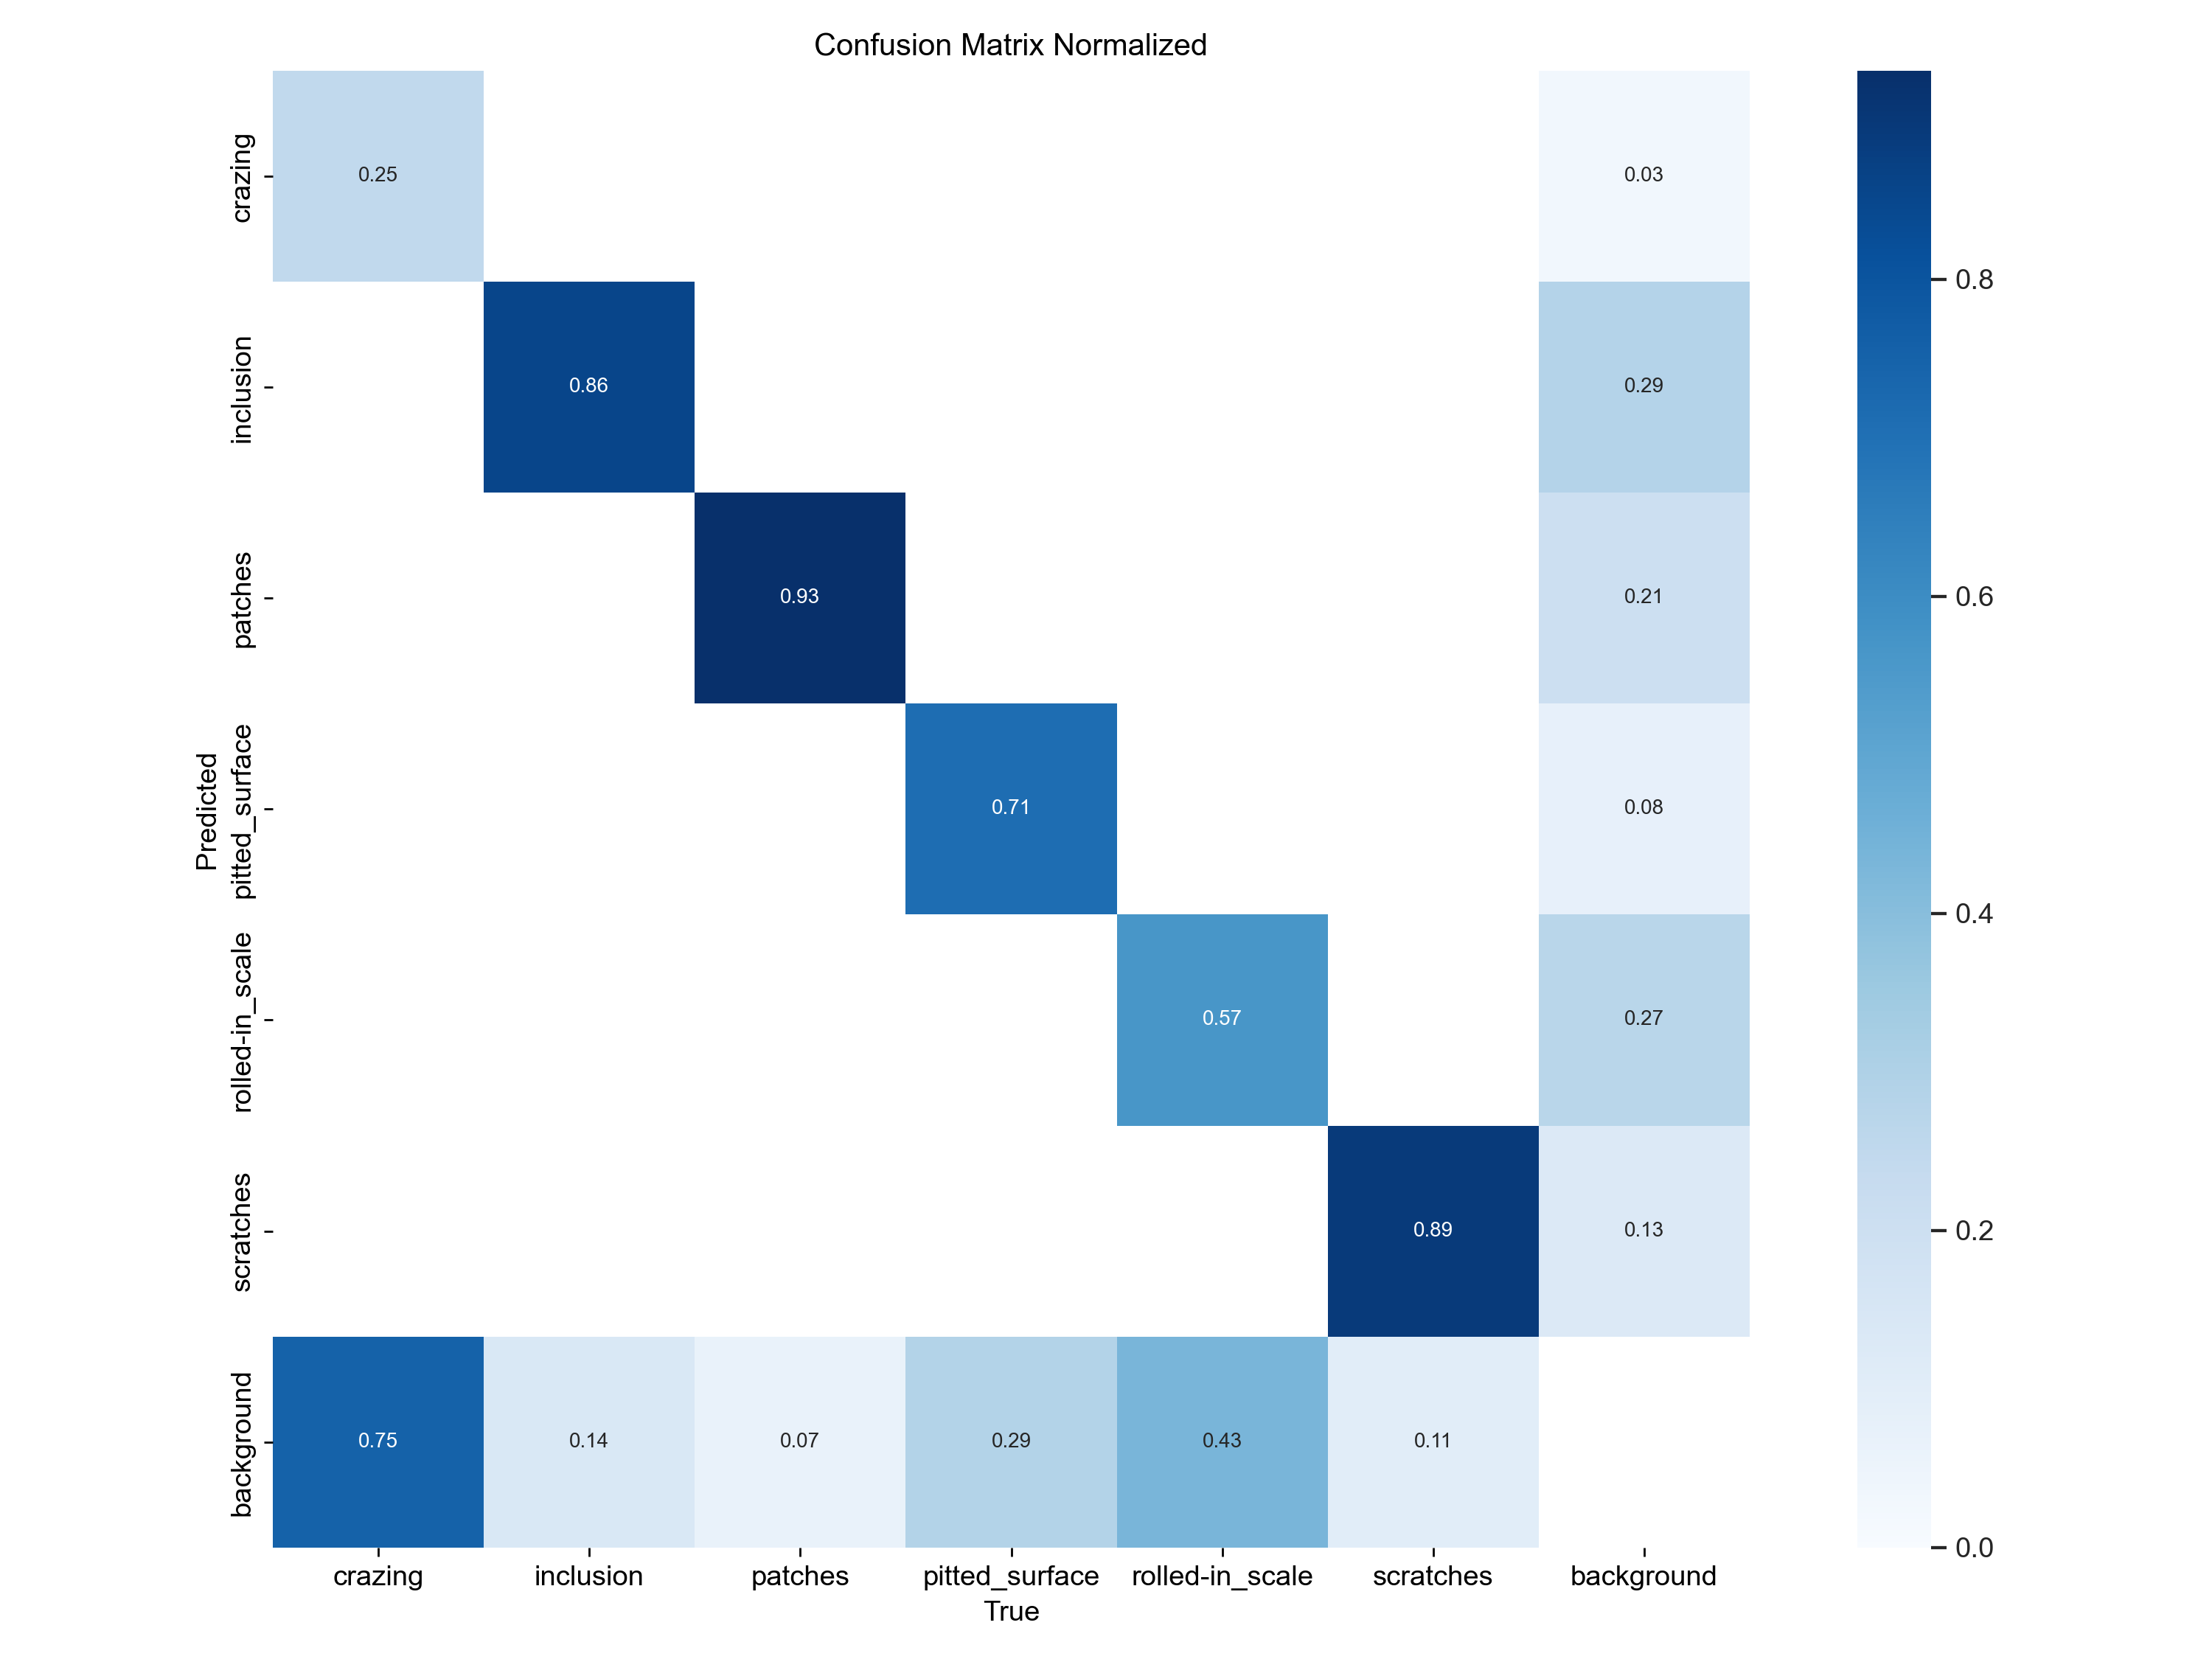 Confusion Matrix Normalized
crazing
0.25
0.03
0.8
inclusion
0.86
0.29
patches
0.93
0.21
0.6
Predicted
pitted_surface
0.71
0.08
0.4
rolled-in_scale
0.57
0.27
scratches
0.89
0.13
0.2
background
0.75 0.14 0.07 0.29 0.43 0.11
0.0
crazing inclusion patches pitted_surface rolled-in_scale scratches background
True